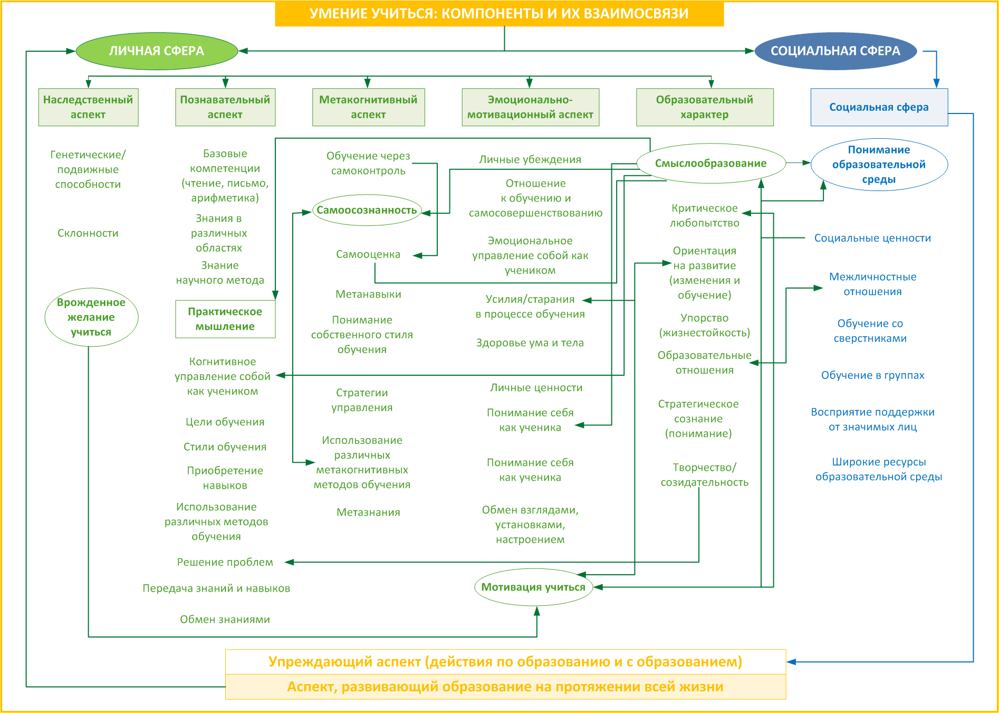 УМЕНИЕ УЧИТЬСЯ: КОМПОНЕНТЫ И ИХ ВЗАИМОСВЯЗИ
ЛИЧНАЯ СФЕРА
СОЦИАЛЬНАЯ СФЕРА
Наследственный
аспект
Познавательный
аспект
Метакогнитивный
аспект
Эмоционально-
мотивационный аспект
Образовательный
характер
Социальная сфера
Генетические/
подвижные
способности
Склонности
Врожденное
желание
учиться
Базовые
компетенции
(чтение, письмо,
арифметика)
Знания в
различных
областях
Знание
научного метода
Практическое
мышление
Когнитивное
управление собой
как учеником
Цели обучения
Стили обучения
Приобретение
навыков
Использование
различных методов
обучения
Решение проблем
Передача знаний и навыков
Обмен знаниями
Обучение через
самоконтроль
Самоосознанность
Самооценка
Метанавыки
Понимание
собственного стиля
обучения
Стратегии
управления
Использование
различных
метакогнитивных
методов обучения
Метазнания
Личные убеждения
Отношение
к обучению и
самосовершенствованию
Эмоциональное
управление собой как
учеником
Усилия/старания
в процессе обучения
Здоровье ума и тела
Личные ценности
Понимание себя
как ученика
Понимание себя
как ученика
Обмен взглядами,
установками,
настроением
Мотивация учиться
Смыслообразование
Критическое
любопытство
Ориентация
на развитие
(изменения и
обучение)
Упорство
(жизнестойкость)
Образовательные
отношения
Стратегическое
сознание
(понимание)
Творчество/
созидательность
Понимание
образовательной
среды
Социальные ценности
Межличностные
отношения
Обучение со
сверстниками
Обучение в группах
Восприятие поддержки
от значимых лиц
Широкие ресурсы
образовательной среды
Упреждающий аспект (действия по образованию и с образованием)
Аспект, развивающий образование на протяжении всей жизни